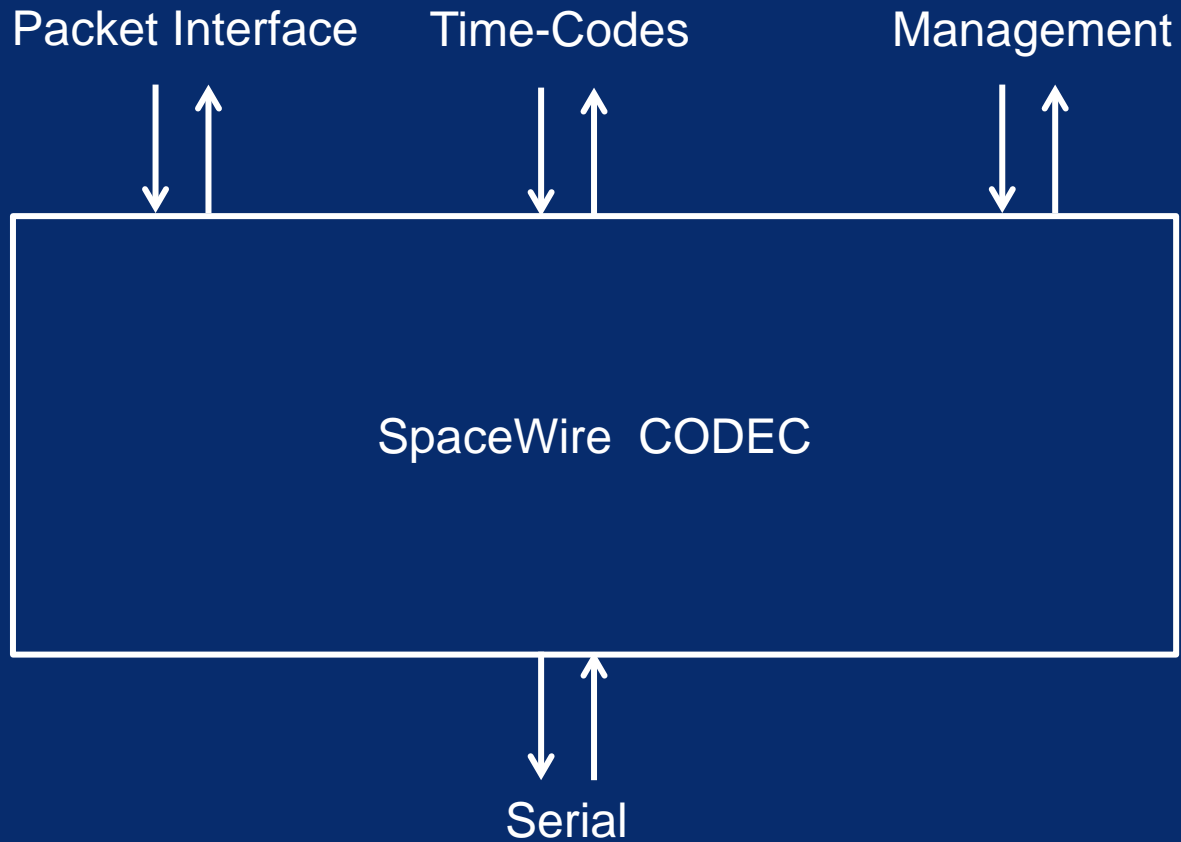 Packet Interface
Time-Codes
Management
SpaceWire CODEC
Serial